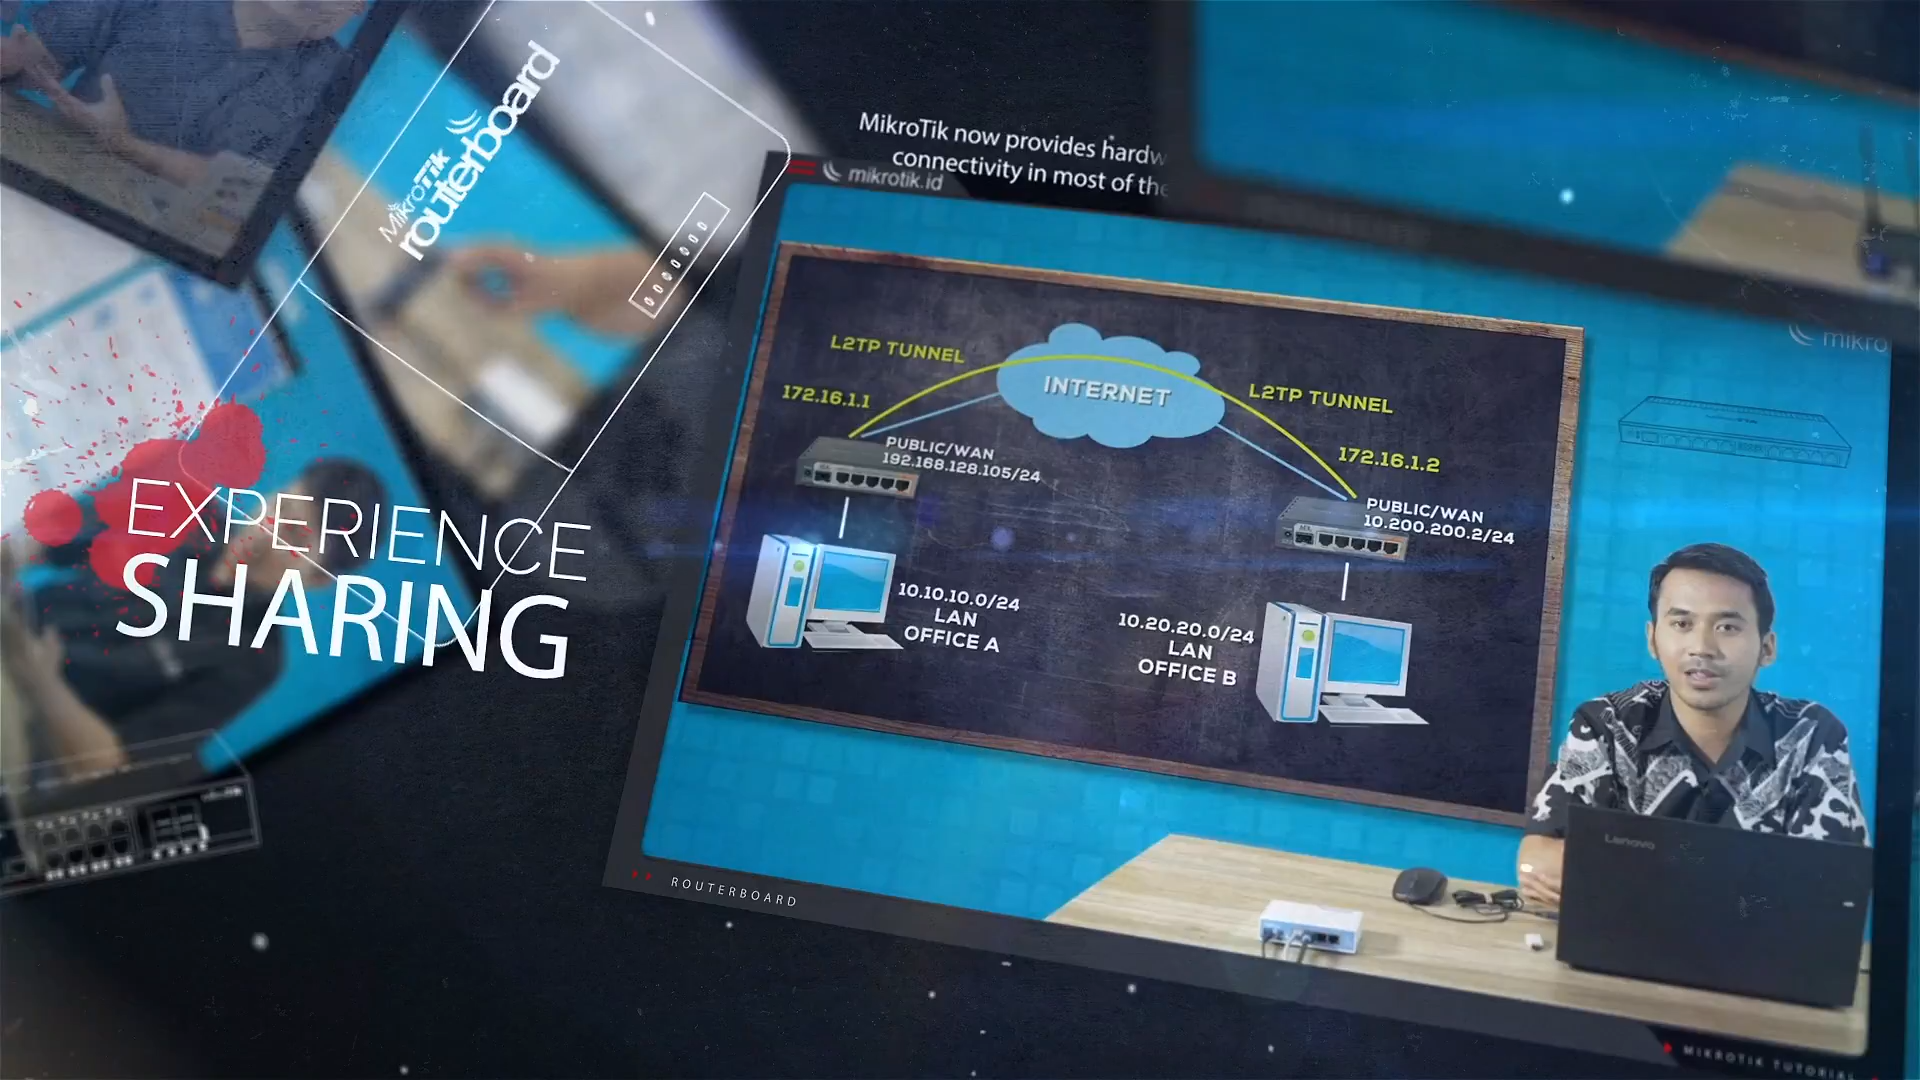 MikroTik
routerboard
MikroTik now provides hardw
connectivity in most of the
mikrotik.id
mikro
L2TP TUNNEL
INTERNET
L2TP TUNNEL
172.16.1.1
172.16.1.2
PUBLIC/WAN
192.168.128.105/24
PUBLIC/WAN
10.200.200.2/24
EXPERIENCE
SHARING
10.10.10.0/24
LAN
OFFICE A
10.20.20.0/24
LAN
OFFICE B
Lenovo
ROUTERBOARD
MIKROTIK TUTORIAL